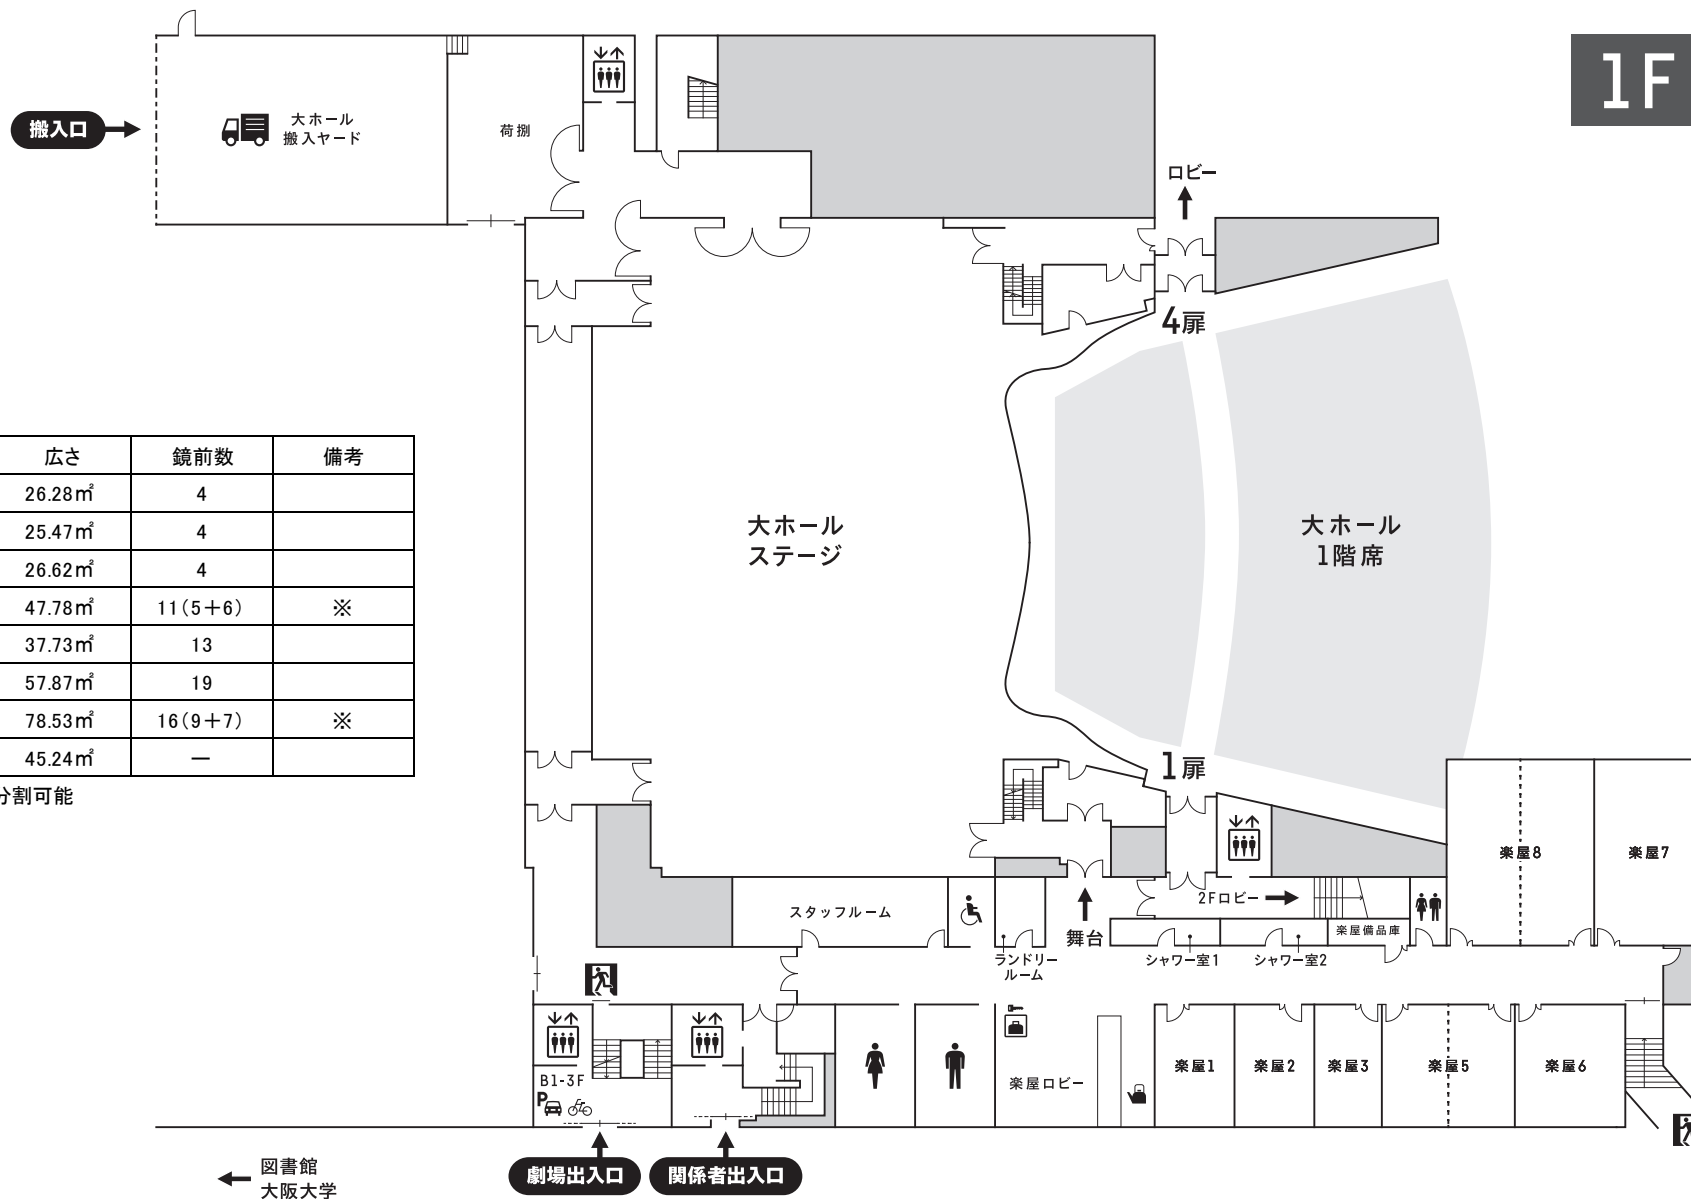 1F
搬入口
大ホール
搬入ヤード
荷捌
ロビー
4扉
広さ 鏡前数 備考
26.28㎡ 4
25.47㎡ 4
26.62㎡ 4
47.78㎡ 11(5+6) ※
37.73㎡ 13
57.87㎡ 19
78.53㎡ 16(9+7) ※
45.24㎡ ー
分割可能
大ホール
ステージ
大ホール
1階席
1扉
楽屋8
楽屋7
2Fロビー
スタッフルーム
舞台
楽屋備品庫
ランドリー
ルーム
シャワー室1
シャワー室2
B1-3F
P
楽屋ロビー
楽屋1
楽屋2
楽屋3
楽屋5
楽屋6
図書館
大阪大学
劇場出入口
関係者出入口